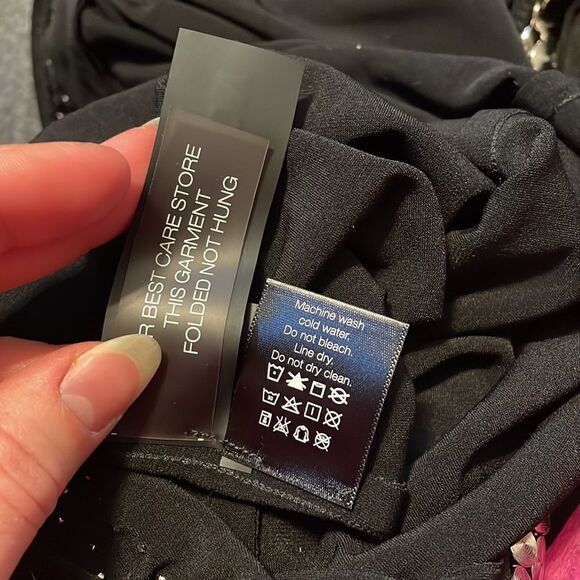 R BEST CARE STORE
THIS GARMENT
FOLDED NOT HUNG
Machine wash
cold water.
Do not bleach.
Line dry.
Do not dry clean.